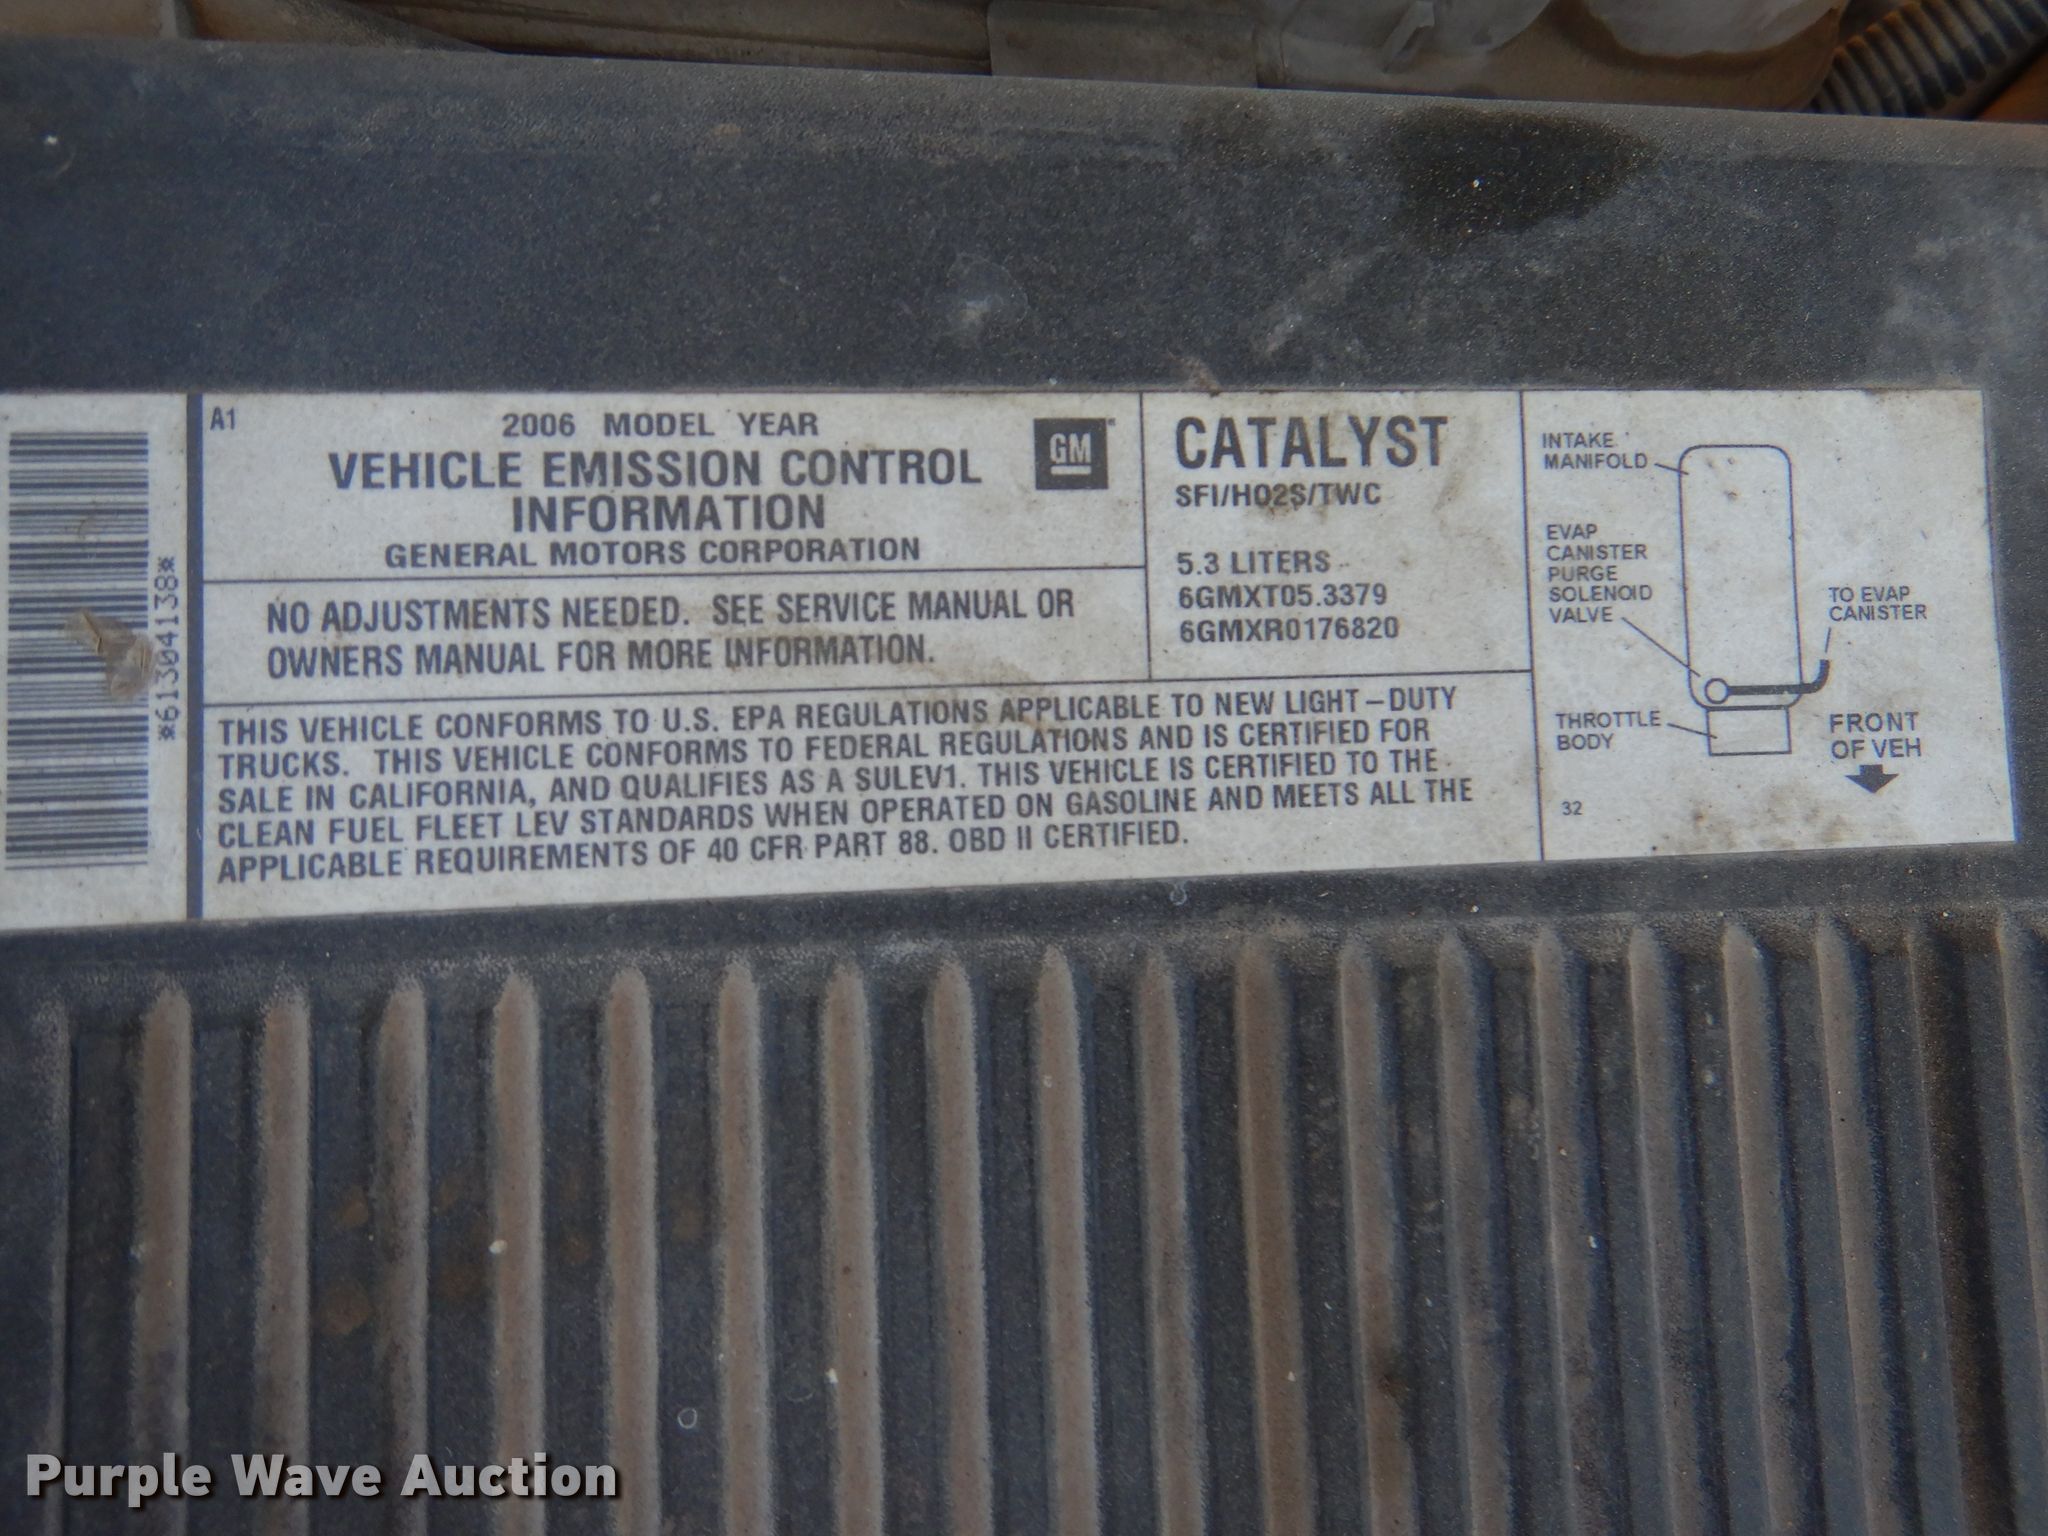 *613041138*
A1
2006 MODEL YEAR
VEHICLE EMISSION CONTROL
INFORMATION
GENERAL MOTORS CORPORATION
GM
NO ADJUSTMENTS NEEDED. SEE SERVICE MANUAL OR
OWNERS MANUAL FOR MORE INFORMATION.
CATALYST
SFI/HO2S/TWC
5.3 LITERS
6GMXT05.3379
6GMXR0176820
THIS VEHICLE CONFORMS TO U.S. EPA REGULATIONS APPLICABLE TO NEW LIGHT-DUTY
TRUCKS. THIS VEHICLE CONFORMS TO FEDERAL REGULATIONS AND IS CERTIFIED FOR
SALE IN CALIFORNIA, AND QUALIFIES AS A SULEV1. THIS VEHICLE IS CERTIFIED TO THE
CLEAN FUEL FLEET LEV STANDARDS WHEN OPERATED ON GASOLINE AND MEETS ALL THE
APPLICABLE REQUIREMENTS OF 40 CFR PART 88. OBD II CERTIFIED.
INTAKE
MANIFOLD
EVAP
CANISTER
PURGE
SOLENOID
VALVE
TO EVAP
CANISTER
THROTTLE
BODY
FRONT
OF VEH
32
Purple Wave Auction